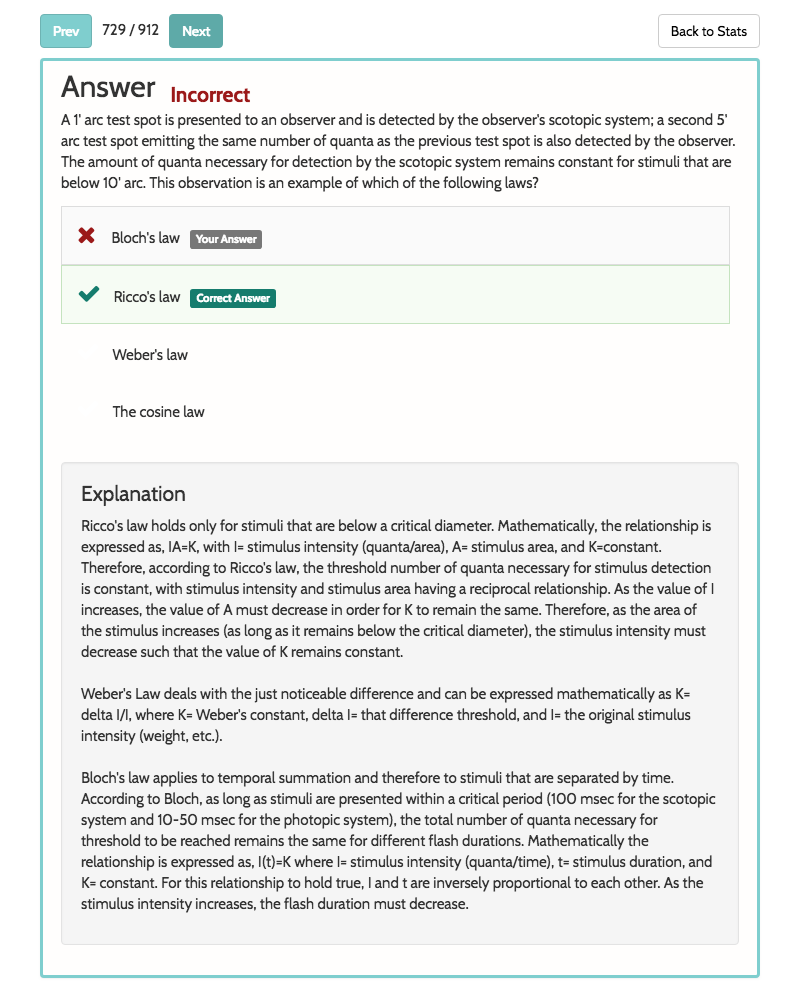 Prev 729 / 912 Next Back to Stats
Answer Incorrect
A 1' arc test spot is presented to an observer and is detected by the observer's scotopic system; a second 5'
arc test spot emitting the same number of quanta as the previous test spot is also detected by the observer.
The amount of quanta necessary for detection by the scotopic system remains constant for stimuli that are
below 10' arc. This observation is an example of which of the following laws?
Bloch's law Your Answer
Ricco's law Correct Answer
Weber's law
The cosine law
Explanation
Ricco's law holds only for stimuli that are below a critical diameter. Mathematically, the relationship is
expressed as, IA=K, with I= stimulus intensity (quanta/area), A= stimulus area, and K=constant.
Therefore, according to Ricco's law, the threshold number of quanta necessary for stimulus detection
is constant, with stimulus intensity and stimulus area having a reciprocal relationship. As the value of I
increases, the value of A must decrease in order for K to remain the same. Therefore, as the area of
the stimulus increases (as long as it remains below the critical diameter), the stimulus intensity must
decrease such that the value of K remains constant.
Weber's Law deals with the just noticeable difference and can be expressed mathematically as K=
delta I/I, where K= Weber's constant, delta I= that difference threshold, and I= the original stimulus
intensity (weight, etc.).
Bloch's law applies to temporal summation and therefore to stimuli that are separated by time.
According to Bloch, as long as stimuli are presented within a critical period (100 msec for the scotopic
system and 10-50 msec for the photopic system), the total number of quanta necessary for
threshold to be reached remains the same for different flash durations. Mathematically the
relationship is expressed as, I(t)=K where I= stimulus intensity (quanta/time), t= stimulus duration, and
K= constant. For this relationship to hold true, I and t are inversely proportional to each other. As the
stimulus intensity increases, the flash duration must decrease.